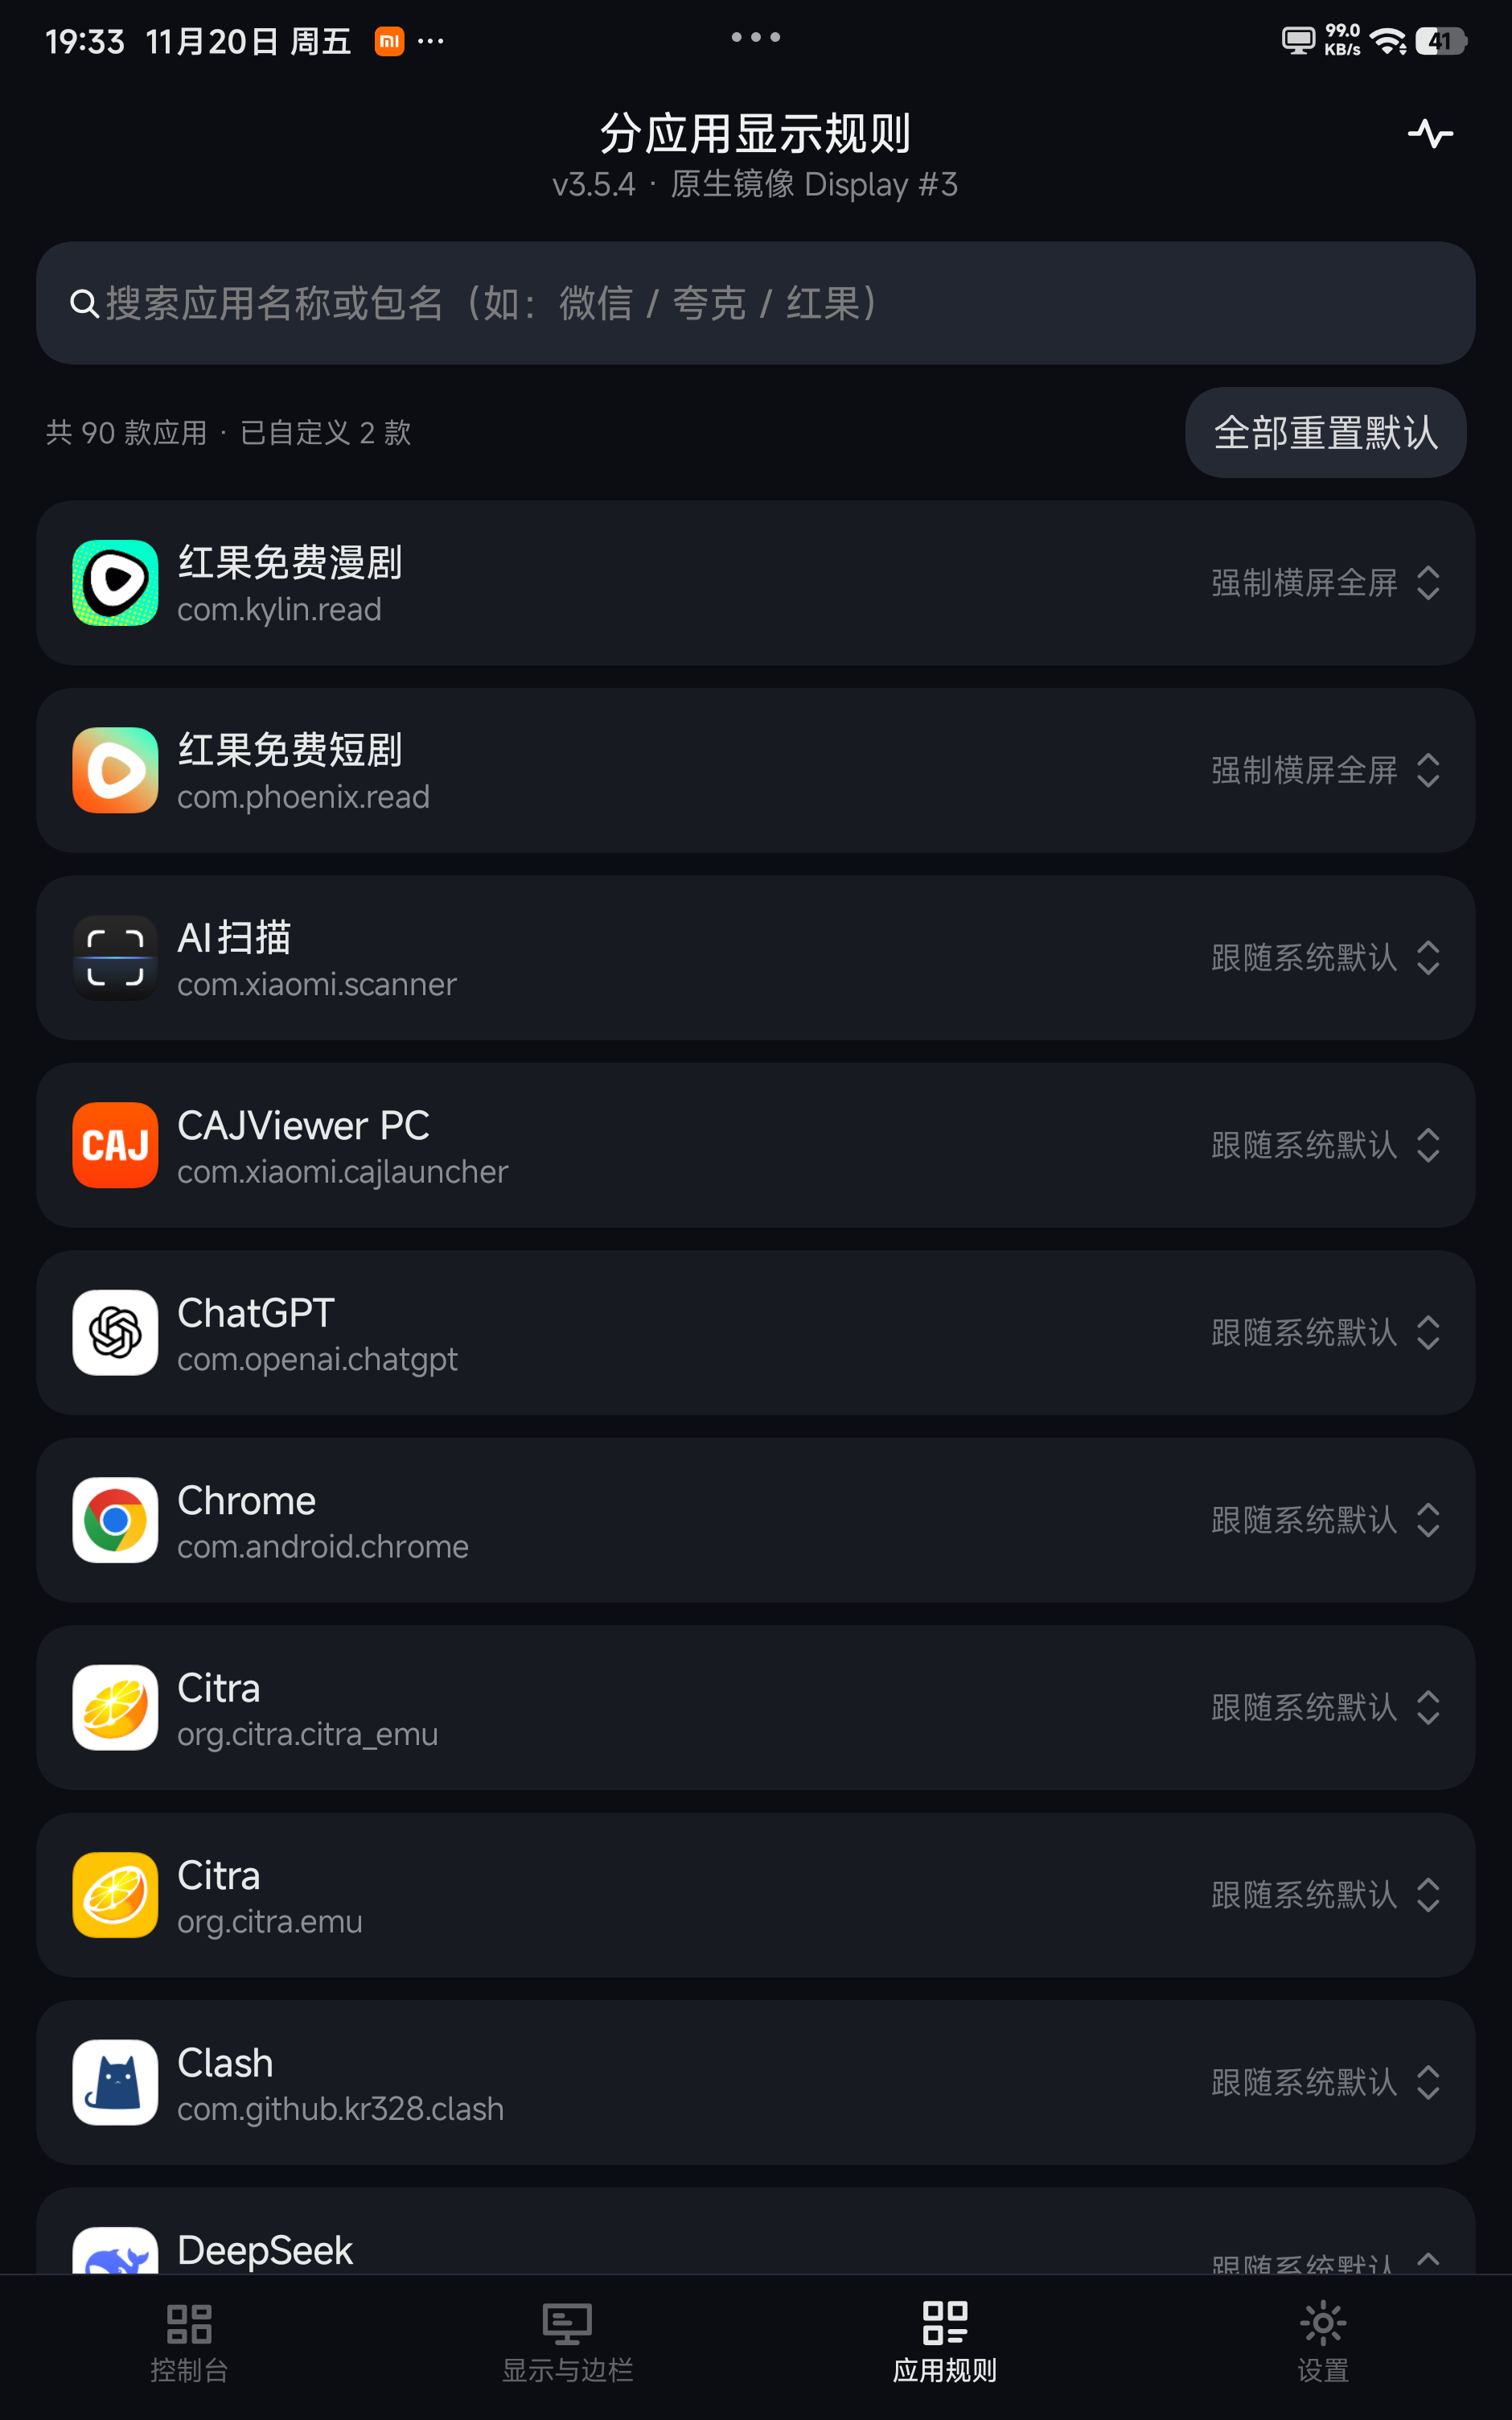 19:33 11月20日 周五 ... 99.0 KB/s 41
分应用显示规则
v3.5.4 · 原生镜像 Display #3
搜索应用名称或包名（如：微信 / 夸克 / 红果）
共 90 款应用 · 已自定义 2 款 全部重置默认
红果免费漫剧
com.kylin.read
强制横屏全屏
红果免费短剧
com.phoenix.read
强制横屏全屏
AI扫描
com.xiaomi.scanner
跟随系统默认
CAJ
CAJViewer PC
com.xiaomi.cajlauncher
跟随系统默认
ChatGPT
com.openai.chatgpt
跟随系统默认
Chrome
com.android.chrome
跟随系统默认
Citra
org.citra.citra_emu
跟随系统默认
Citra
org.citra.emu
跟随系统默认
Clash
com.github.kr328.clash
跟随系统默认
DeepSeek
跟随系统默认
控制台 显示与边栏 应用规则 设置